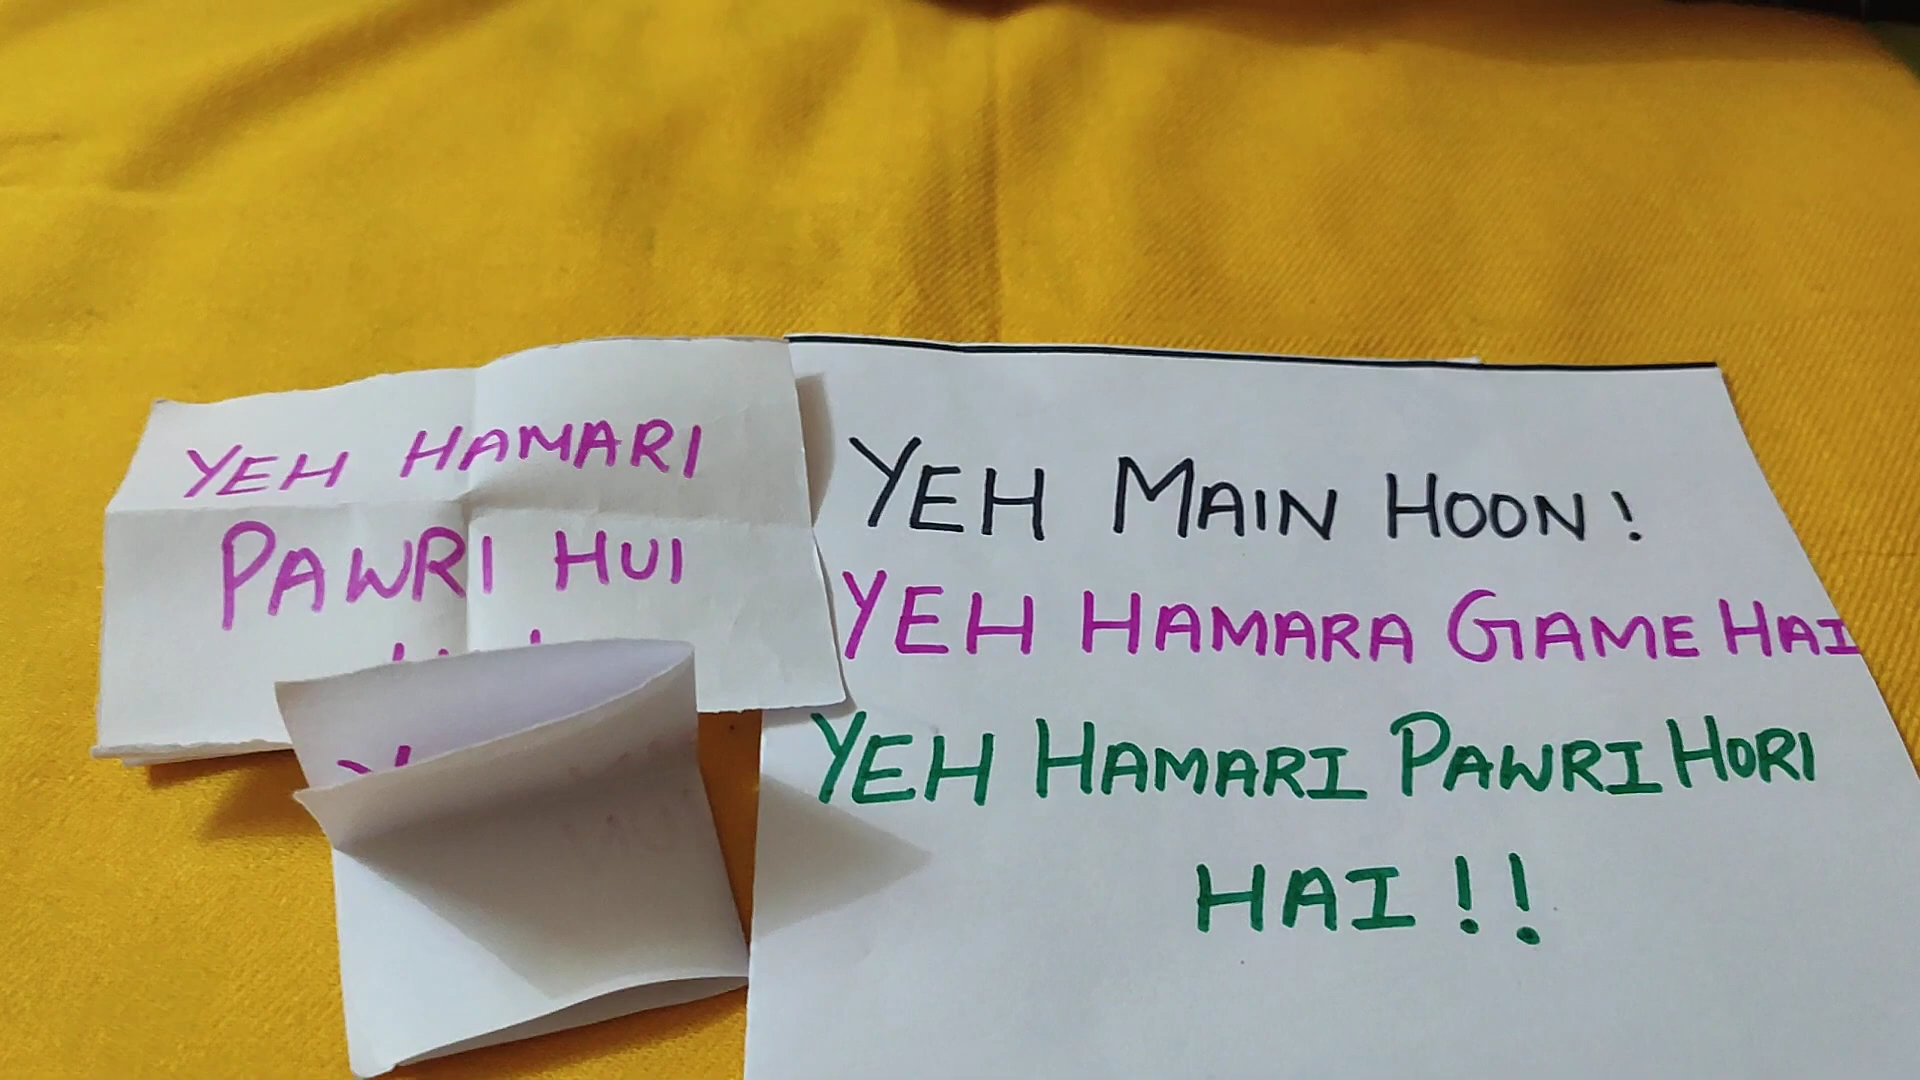 YEH HAMARI
PAWRI HUI
YEH MAIN HOON!
YEH HAMARA GAME HAI
YEH HAMARI PAWRI HORI
HAI!!